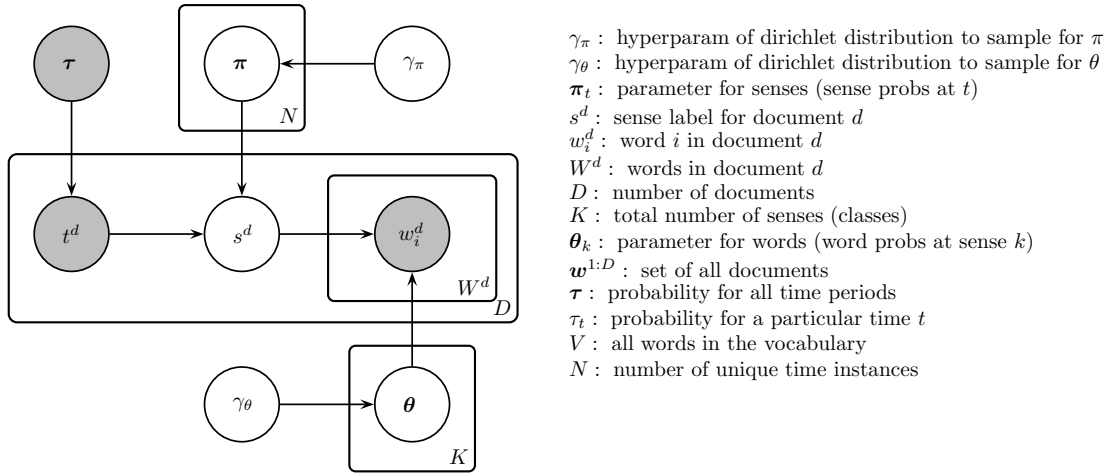 τ
π
N
γπ
t^d
s^d
w_i^d
W^d
D
γθ
θ
K
γπ : hyperparam of dirichlet distribution to sample for π
γθ : hyperparam of dirichlet distribution to sample for θ
π_t : parameter for senses (sense probs at t)
s^d : sense label for document d
w_i^d : word i in document d
W^d : words in document d
D : number of documents
K : total number of senses (classes)
θ_k : parameter for words (word probs at sense k)
w^{1:D} : set of all documents
τ : probability for all time periods
τ_t : probability for a particular time t
V : all words in the vocabulary
N : number of unique time instances